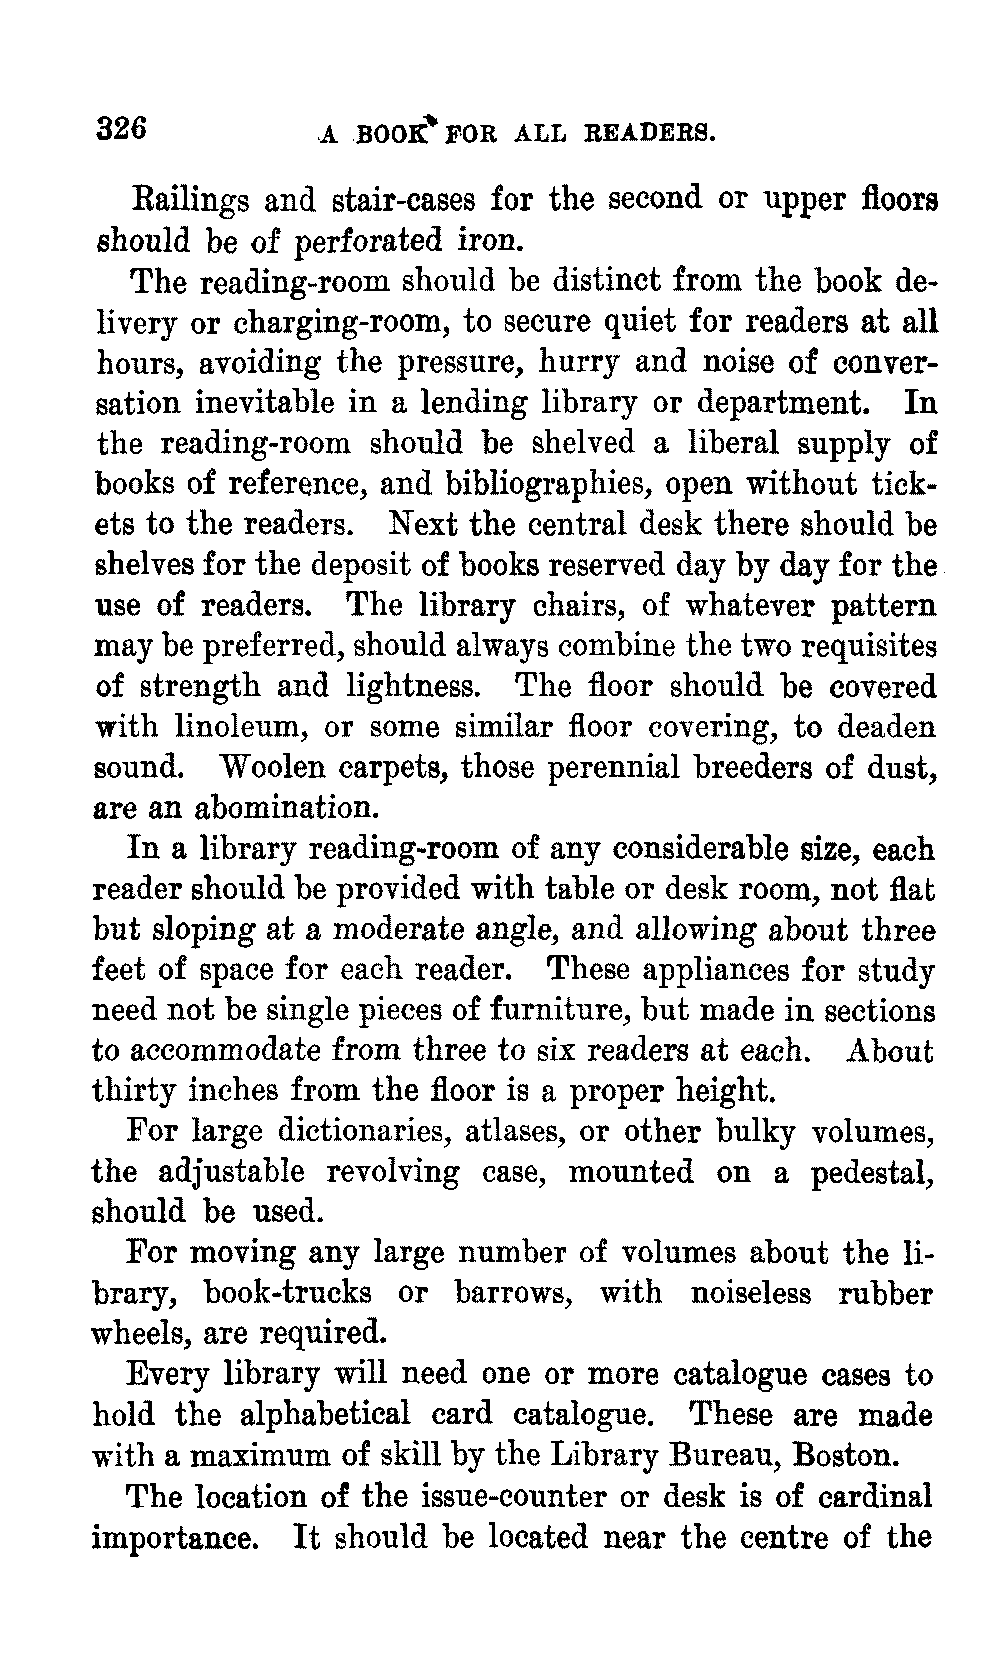 326 A BOOK FOR ALL READERS.
Railings and stair-cases for the second or upper floors
should be of perforated iron.
The reading-room should be distinct from the book de-
livery or charging-room, to secure quiet for readers at all
hours, avoiding the pressure, hurry and noise of conver-
sation inevitable in a lending library or department. In
the reading-room should be shelved a liberal supply of
books of reference, and bibliographies, open without tick-
ets to the readers. Next the central desk there should be
shelves for the deposit of books reserved day by day for the
use of readers. The library chairs, of whatever pattern
may be preferred, should always combine the two requisites
of strength and lightness. The floor should be covered
with linoleum, or some similar floor covering, to deaden
sound. Woolen carpets, those perennial breeders of dust,
are an abomination.
In a library reading-room of any considerable size, each
reader should be provided with table or desk room, not flat
but sloping at a moderate angle, and allowing about three
feet of space for each reader. These appliances for study
need not be single pieces of furniture, but made in sections
to accommodate from three to six readers at each. About
thirty inches from the floor is a proper height.
For large dictionaries, atlases, or other bulky volumes,
the adjustable revolving case, mounted on a pedestal,
should be used.
For moving any large number of volumes about the li-
brary, book-trucks or barrows, with noiseless rubber
wheels, are required.
Every library will need one or more catalogue cases to
hold the alphabetical card catalogue. These are made
with a maximum of skill by the Library Bureau, Boston.
The location of the issue-counter or desk is of cardinal
importance. It should be located near the centre of the